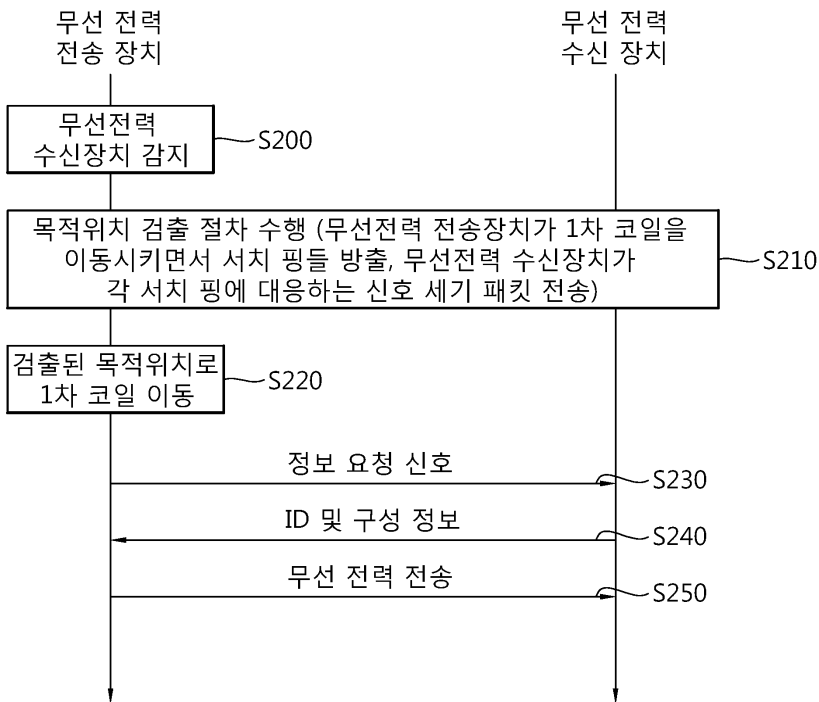 무선 전력
전송 장치
무선 전력
수신 장치
무선전력
수신장치 감지
S200
목적위치 검출 절차 수행 (무선전력 전송장치가 1차 코일을
이동시키면서 서치 핑들 방출, 무선전력 수신장치가
각 서치 핑에 대응하는 신호 세기 패킷 전송)
S210
검출된 목적위치로
1차 코일 이동
S220
정보 요청 신호
S230
ID 및 구성 정보
S240
무선 전력 전송
S250